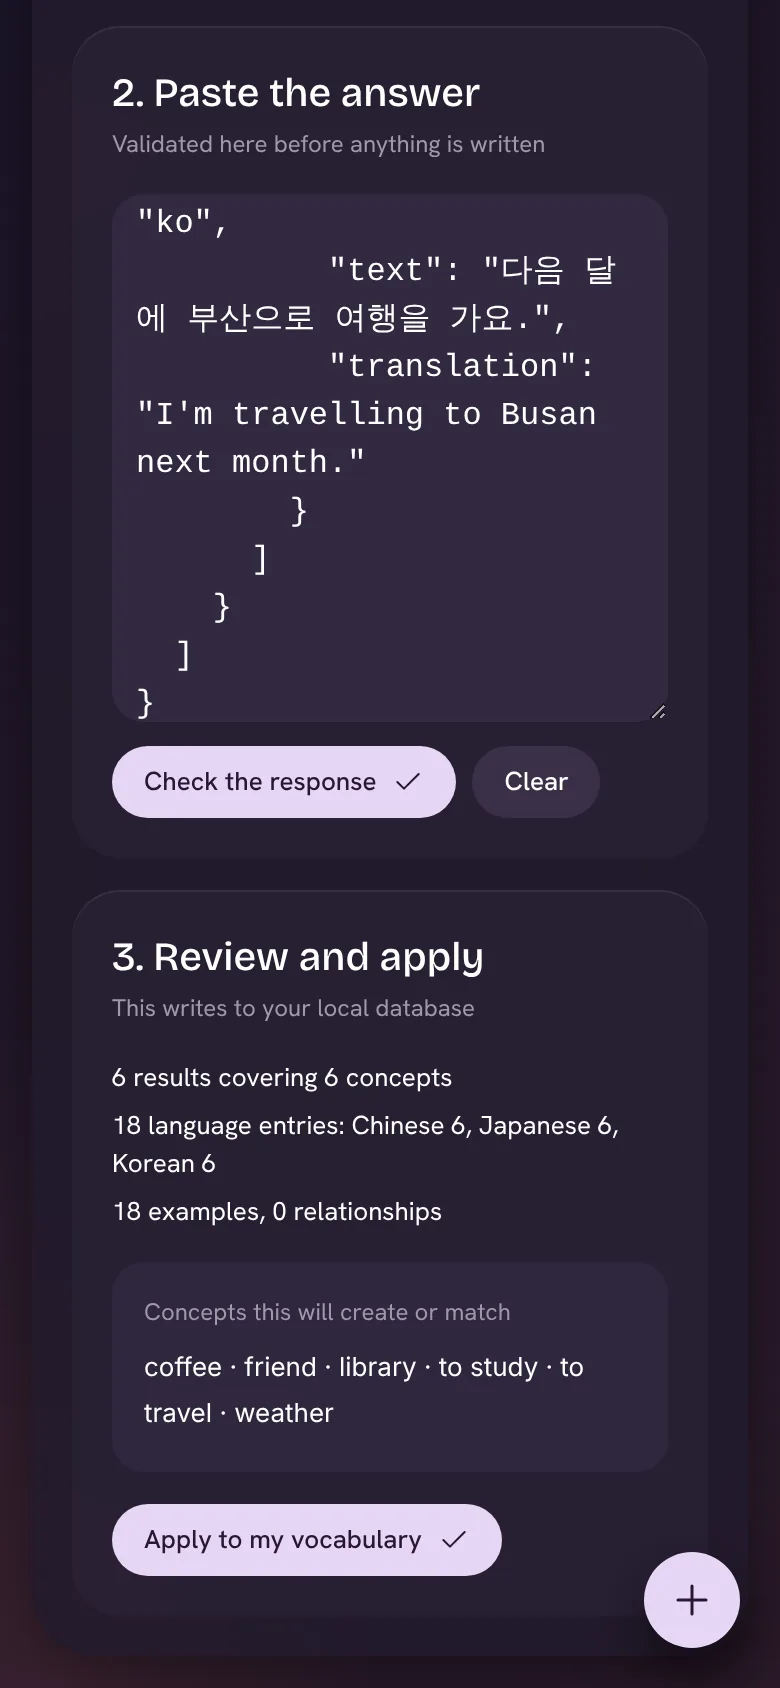 2. Paste the answer
Validated here before anything is written
"ko",
"text": "다음 달
에 부산으로 여행을 가요.",
"translation":
"I'm travelling to Busan
next month."
}
]
}
]
}
Check the response
Clear
3. Review and apply
This writes to your local database
6 results covering 6 concepts
18 language entries: Chinese 6, Japanese 6,
Korean 6
18 examples, 0 relationships
Concepts this will create or match
coffee · friend · library · to study · to
travel · weather
Apply to my vocabulary